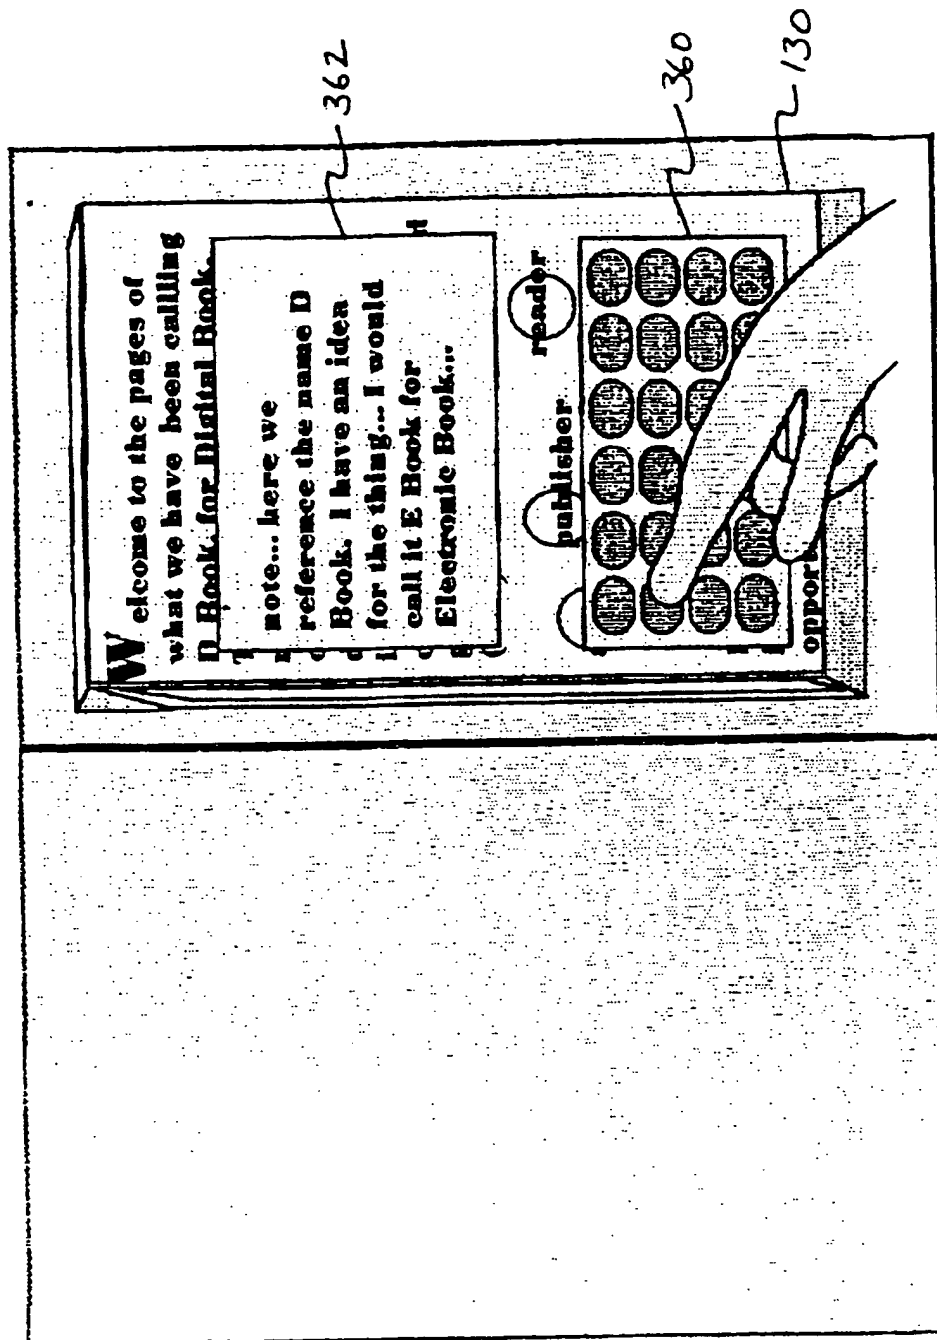 Welcome to the pages of
what we have been callling
D Book, for Digital Book.
note... here we
reference the name D
Book. I have an idea
for the thing... I would
call it E Book for
Electronic Book...
publisher
reader
oppor
362
360
130